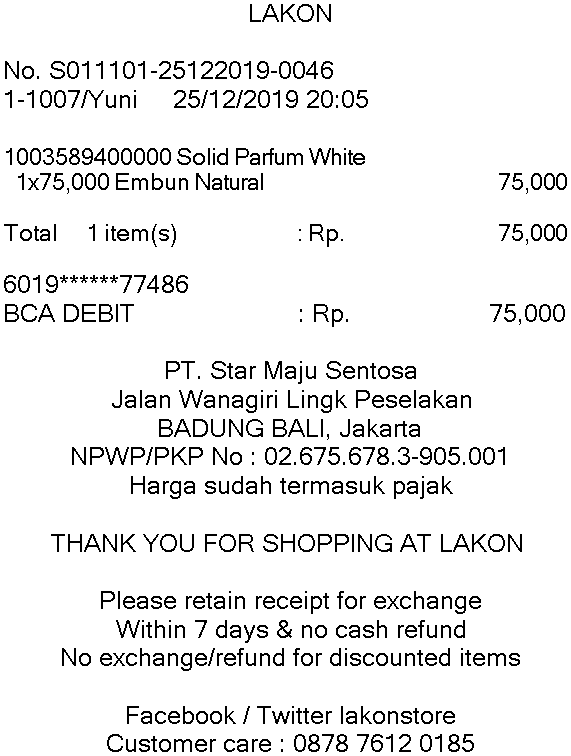 LAKON
No. S011101-25122019-0046
1-1007/Yuni 25/12/2019 20:05
1003589400000 Solid Parfum White
1x75,000 Embun Natural 75,000
Total 1 item(s) : Rp. 75,000
6019******77486
BCA DEBIT : Rp. 75,000
PT. Star Maju Sentosa
Jalan Wanagiri Lingk Peselakan
BADUNG BALI, Jakarta
NPWP/PKP No : 02.675.678.3-905.001
Harga sudah termasuk pajak
THANK YOU FOR SHOPPING AT LAKON
Please retain receipt for exchange
Within 7 days & no cash refund
No exchange/refund for discounted items
Facebook / Twitter lakonstore
Customer care : 0878 7612 0185